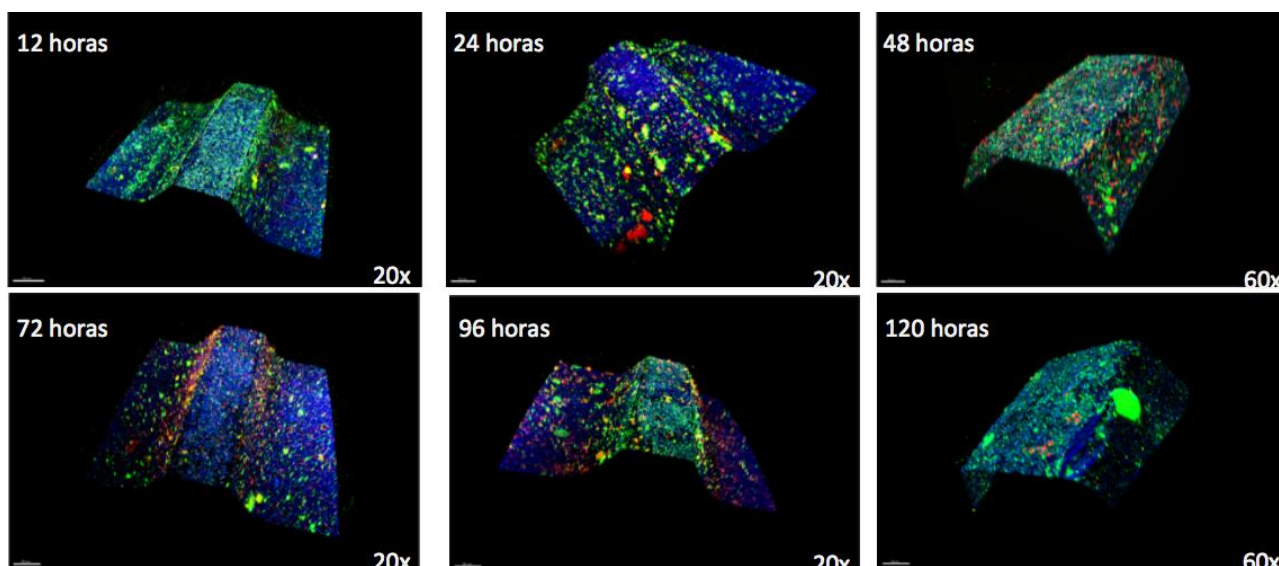 12 horas
24 horas
48 horas
20x
20x
60x
72 horas
96 horas
120 horas
20x
20x
60x